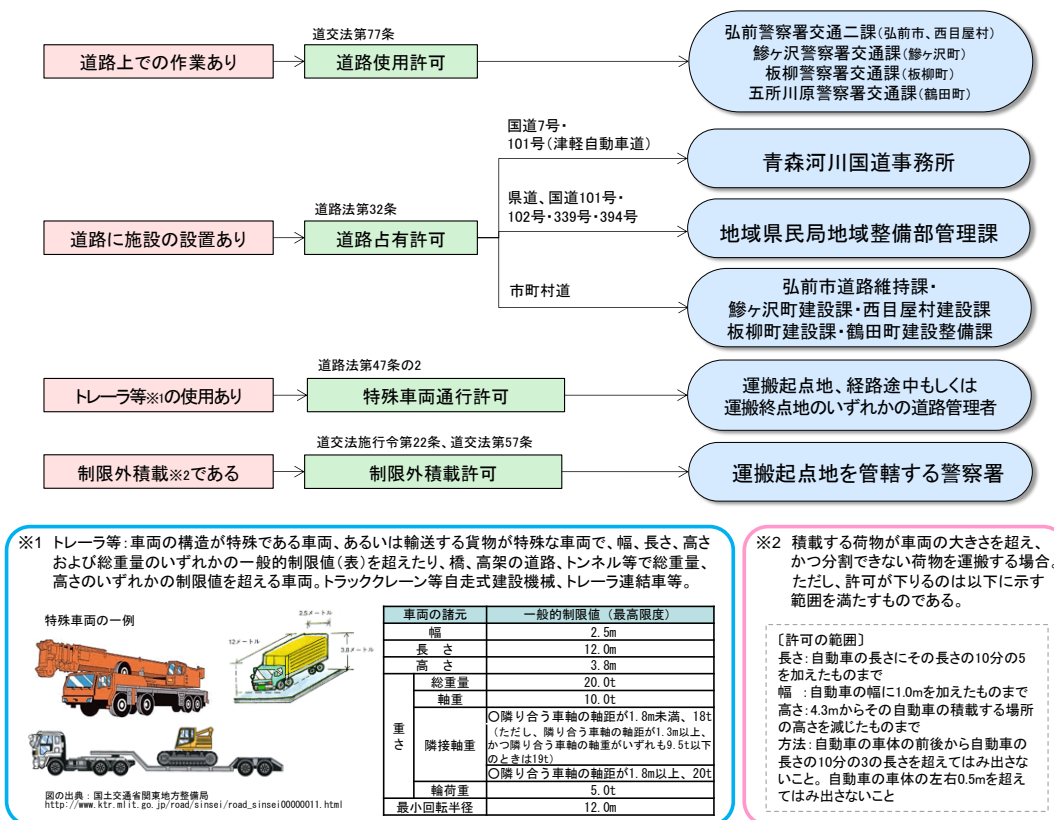 道交法第77条
道路上での作業あり
道路使用許可
弘前警察署交通二課(弘前市、西目屋村)
鰺ヶ沢警察署交通課(鰺ヶ沢町)
板柳警察署交通課(板柳町)
五所川原警察署交通課(鶴田町)
国道7号・
101号(津軽自動車道)
青森河川国道事務所
道路法第32条
道路に施設の設置あり
道路占有許可
県道、国道101号・
102号・339号・394号
地域県民局地域整備部管理課
市町村道
弘前市道路維持課・
鰺ヶ沢町建設課・西目屋村建設課
板柳町建設課・鶴田町建設整備課
道路法第47条の2
トレーラ等※1の使用あり
特殊車両通行許可
運搬起点地、経路途中もしくは
運搬終点地のいずれかの道路管理者
道交法施行令第22条、道交法第57条
制限外積載※2である
制限外積載許可
運搬起点地を管轄する警察署
※1 トレーラ等:車両の構造が特殊である車両、あるいは輸送する貨物が特殊な車両で、幅、長さ、高さ
および総重量のいずれかの一般的制限値(表)を超えたり、橋、高架の道路、トンネル等で総重量、
高さのいずれかの制限値を超える車両。トラッククレーン等自走式建設機械、トレーラ連結車等。
特殊車両の一例
2.5メートル
12メートル
3.8メートル
図の出典:国土交通省関東地方整備局
http://www.ktr.mlit.go.jp/road/sinsei/road_sinsei00000011.html
車両の諸元 一般的制限値(最高限度)
幅 2.5m
長 さ 12.0m
高 さ 3.8m
重さ 総重量 20.0t
軸重 10.0t
隣接軸重 〇隣り合う車軸の軸距が1.8m未満、18t
(ただし、隣り合う車軸の軸距が1.3m以上、
かつ隣り合う車軸の軸重がいずれも9.5t以下
のときは19t)
〇隣り合う車軸の軸距が1.8m以上、20t
輪荷重 5.0t
最小回転半径 12.0m
※2 積載する荷物が車両の大きさを超え、
かつ分割できない荷物を運搬する場合。
ただし、許可が下りるのは以下に示す
範囲を満たすものである。
〔許可の範囲〕
長さ:自動車の長さにその長さの10分の5
を加えたものまで
幅 :自動車の幅に1.0mを加えたものまで
高さ:4.3mからその自動車の積載する場所
の高さを減じたものまで
方法:自動車の車体の前後から自動車の
長さの10分の3の長さを超えてはみ出さな
いこと。自動車の車体の左右0.5mを超え
てはみ出さないこと